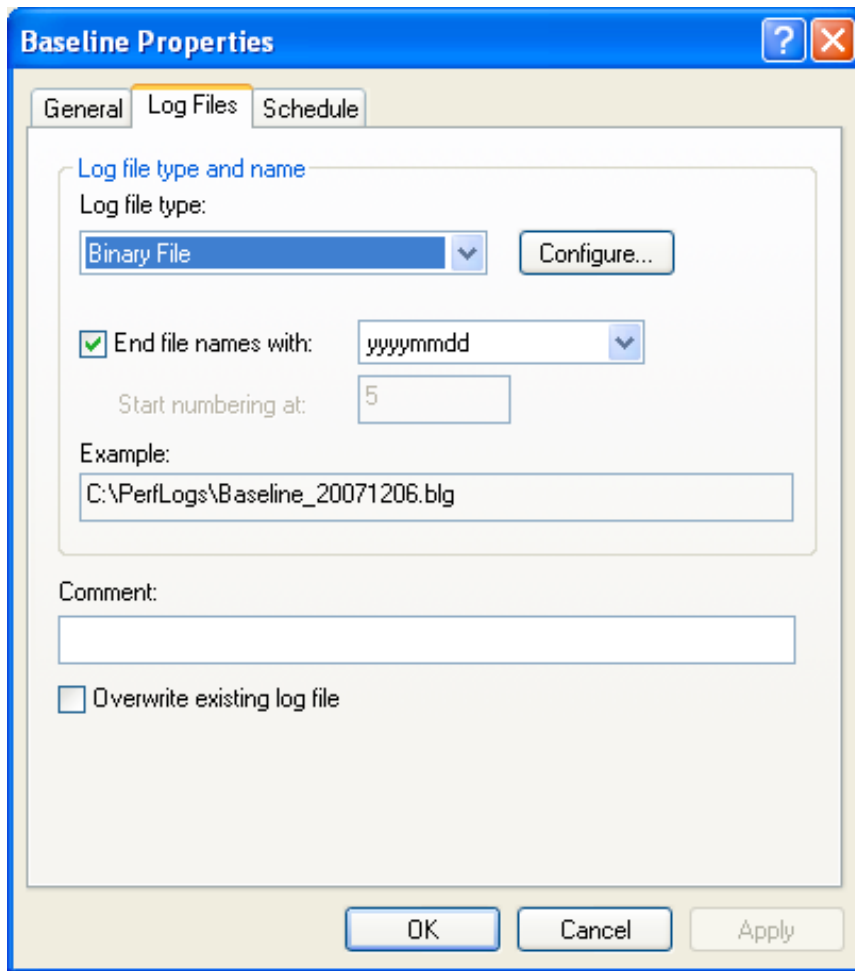 Baseline Properties
General Log Files Schedule
Log file type and name
Log file type:
Binary File Configure...
End file names with: yyyymmdd
Start numbering at: 5
Example:
C:\PerfLogs\Baseline_20071206.blg
Comment:
Overwrite existing log file
OK Cancel Apply